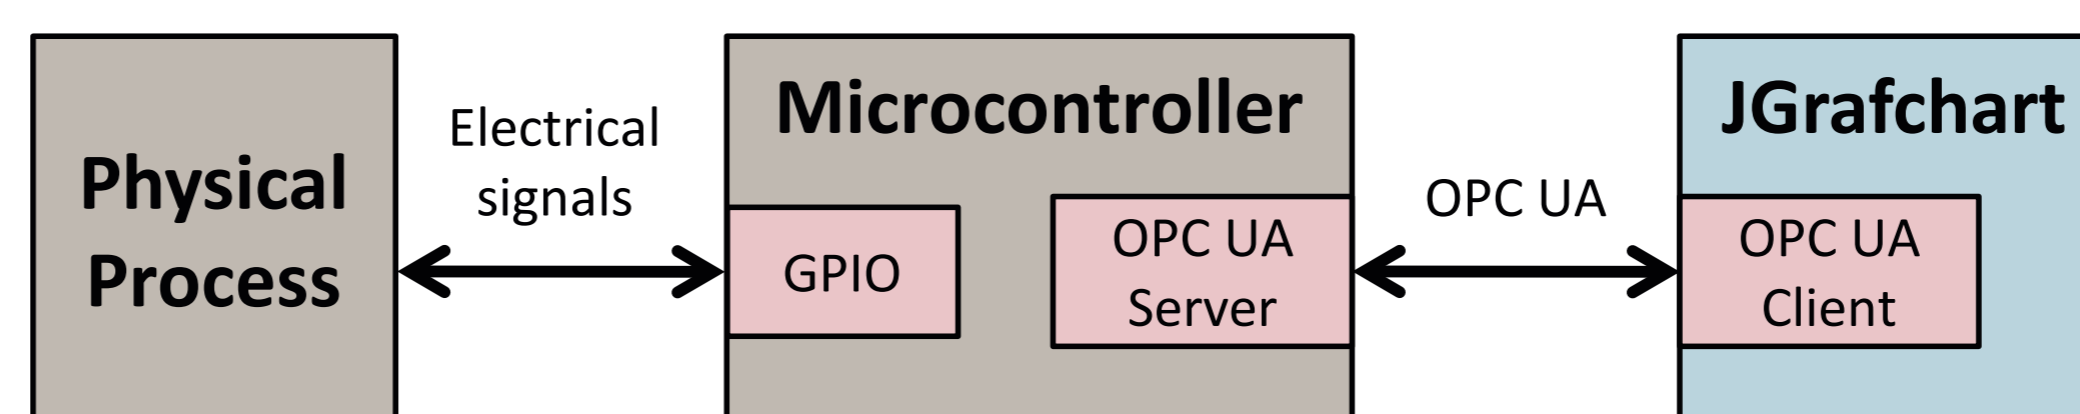 Physical
Process
Electrical
signals
Microcontroller
GPIO
OPC UA
Server
OPC UA
JGrafchart
OPC UA
Client